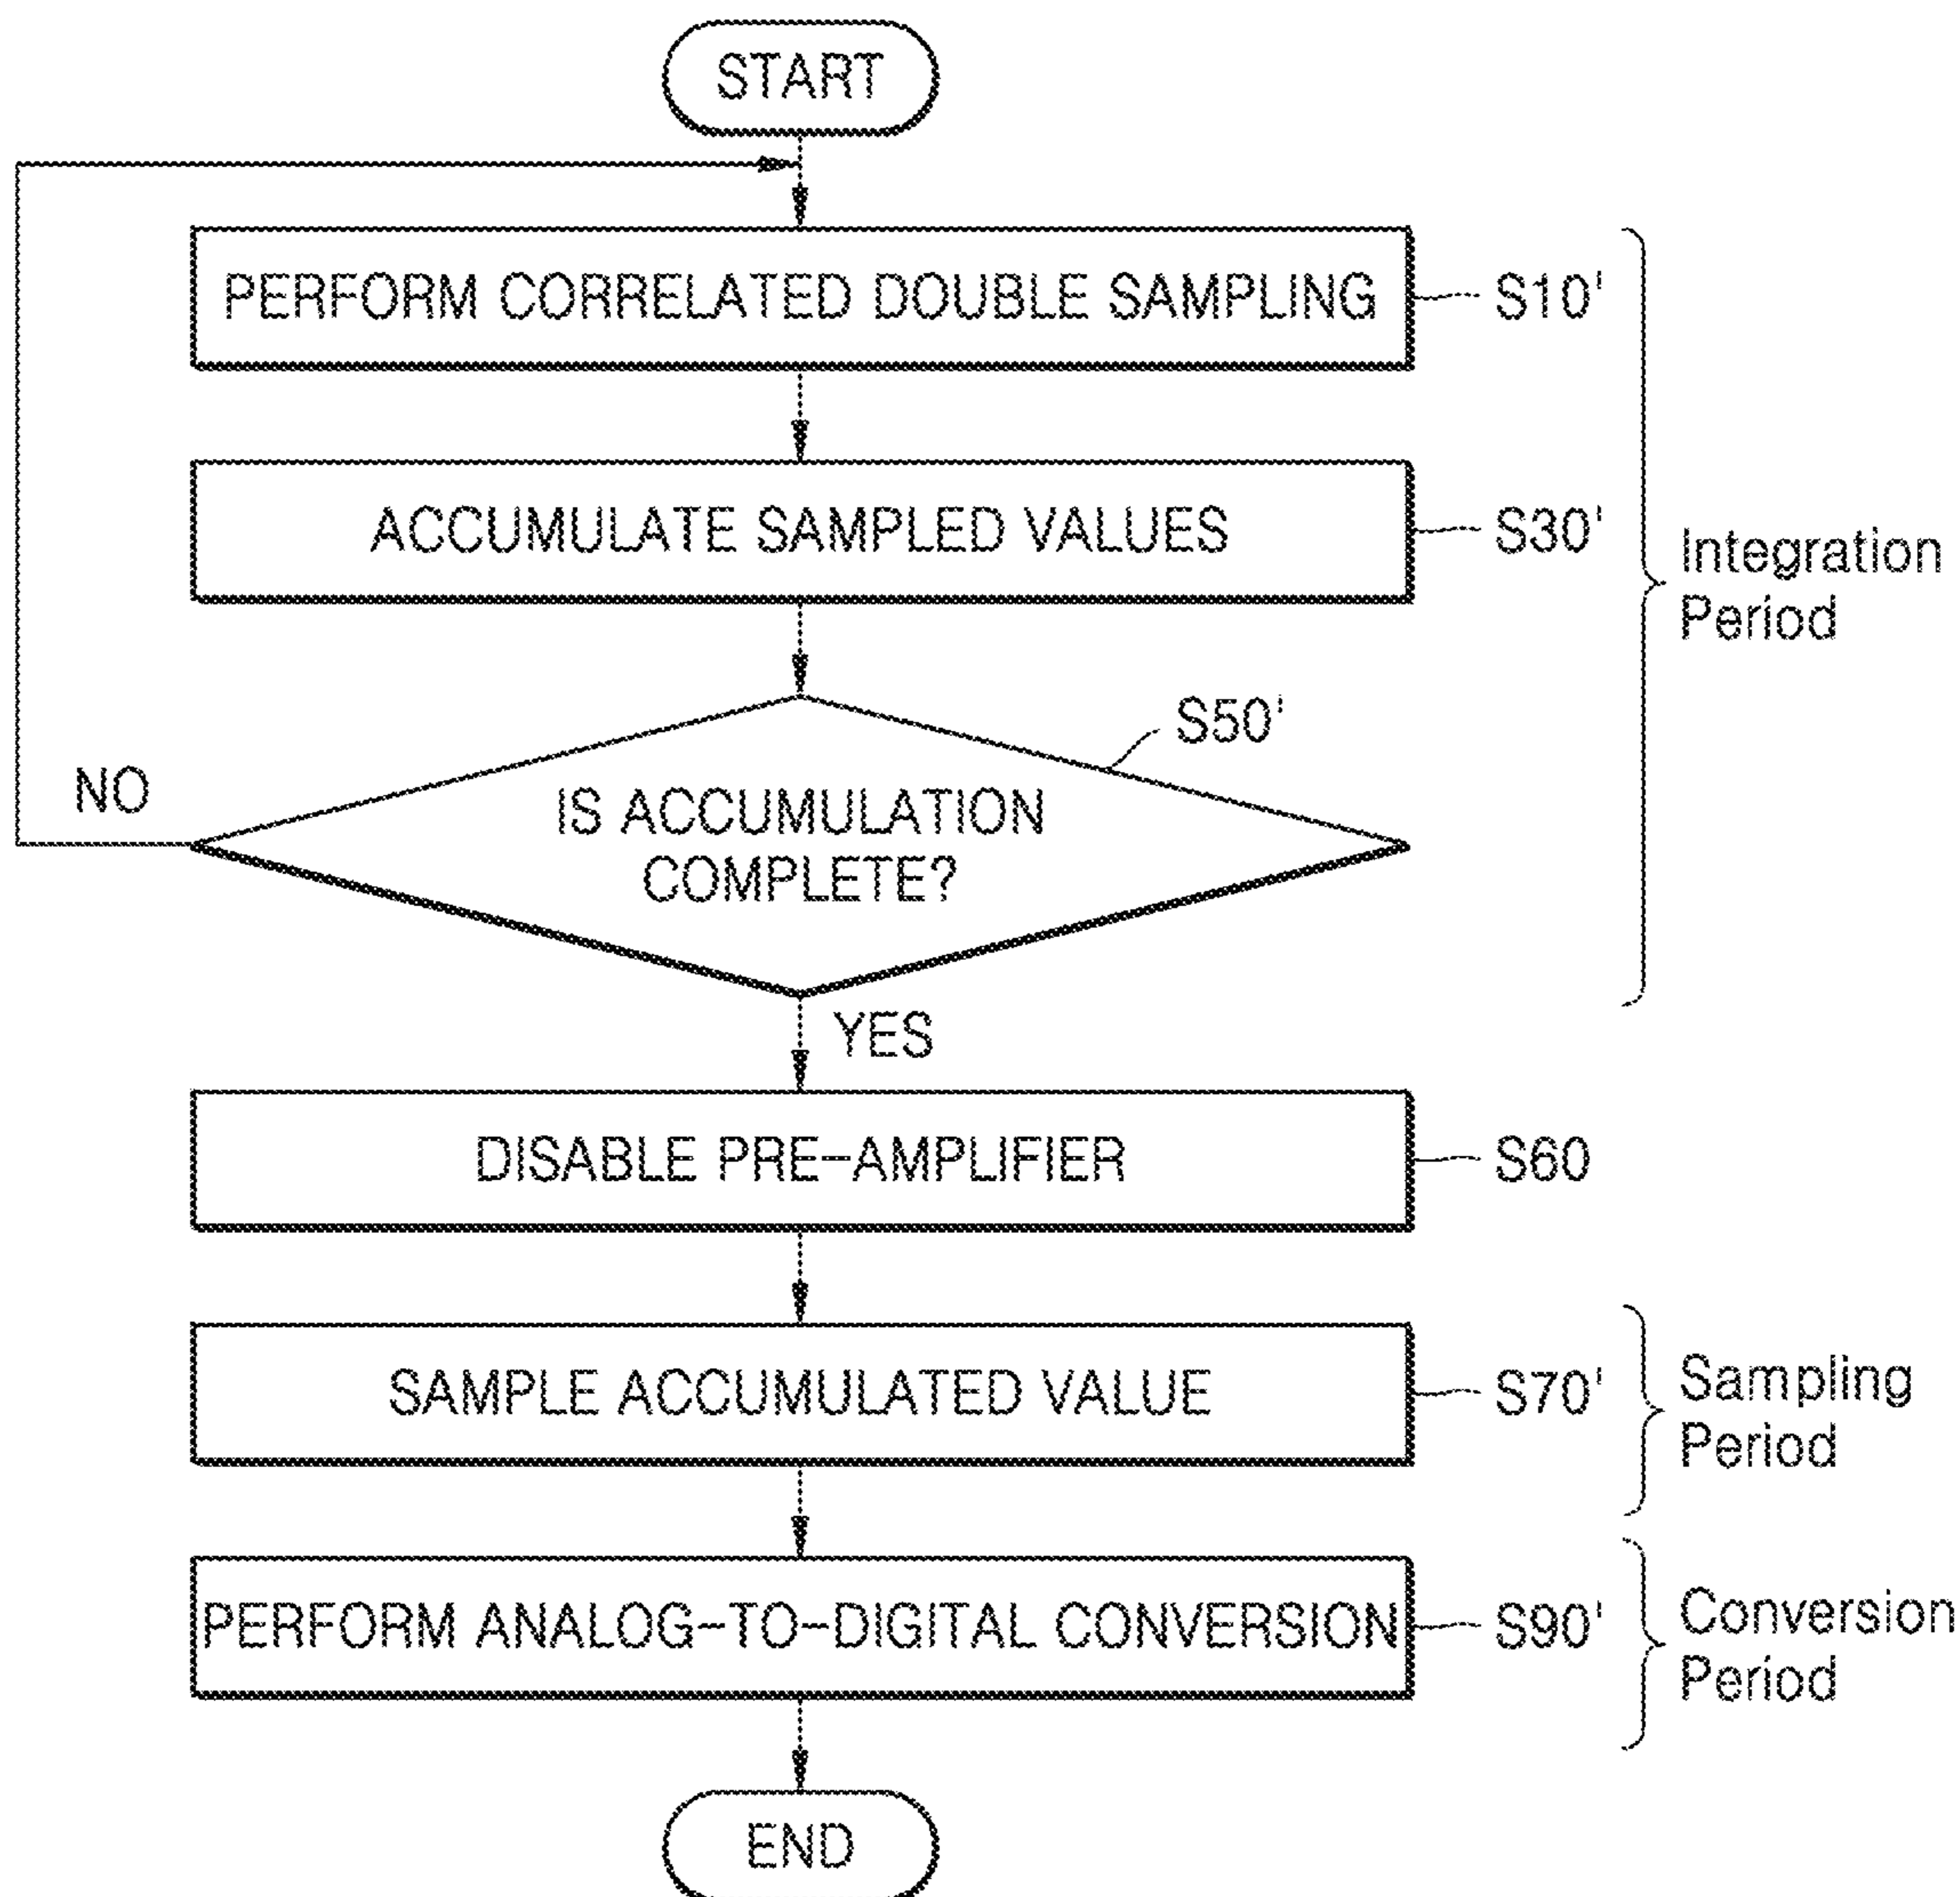 START
PERFORM CORRELATED DOUBLE SAMPLING
S10'
ACCUMULATE SAMPLED VALUES
S30'
Integration
Period
S50'
NO
IS ACCUMULATION
COMPLETE?
YES
DISABLE PRE-AMPLIFIER
S60
SAMPLE ACCUMULATED VALUE
S70'
Sampling
Period
PERFORM ANALOG-TO-DIGITAL CONVERSION
S90'
Conversion
Period
END